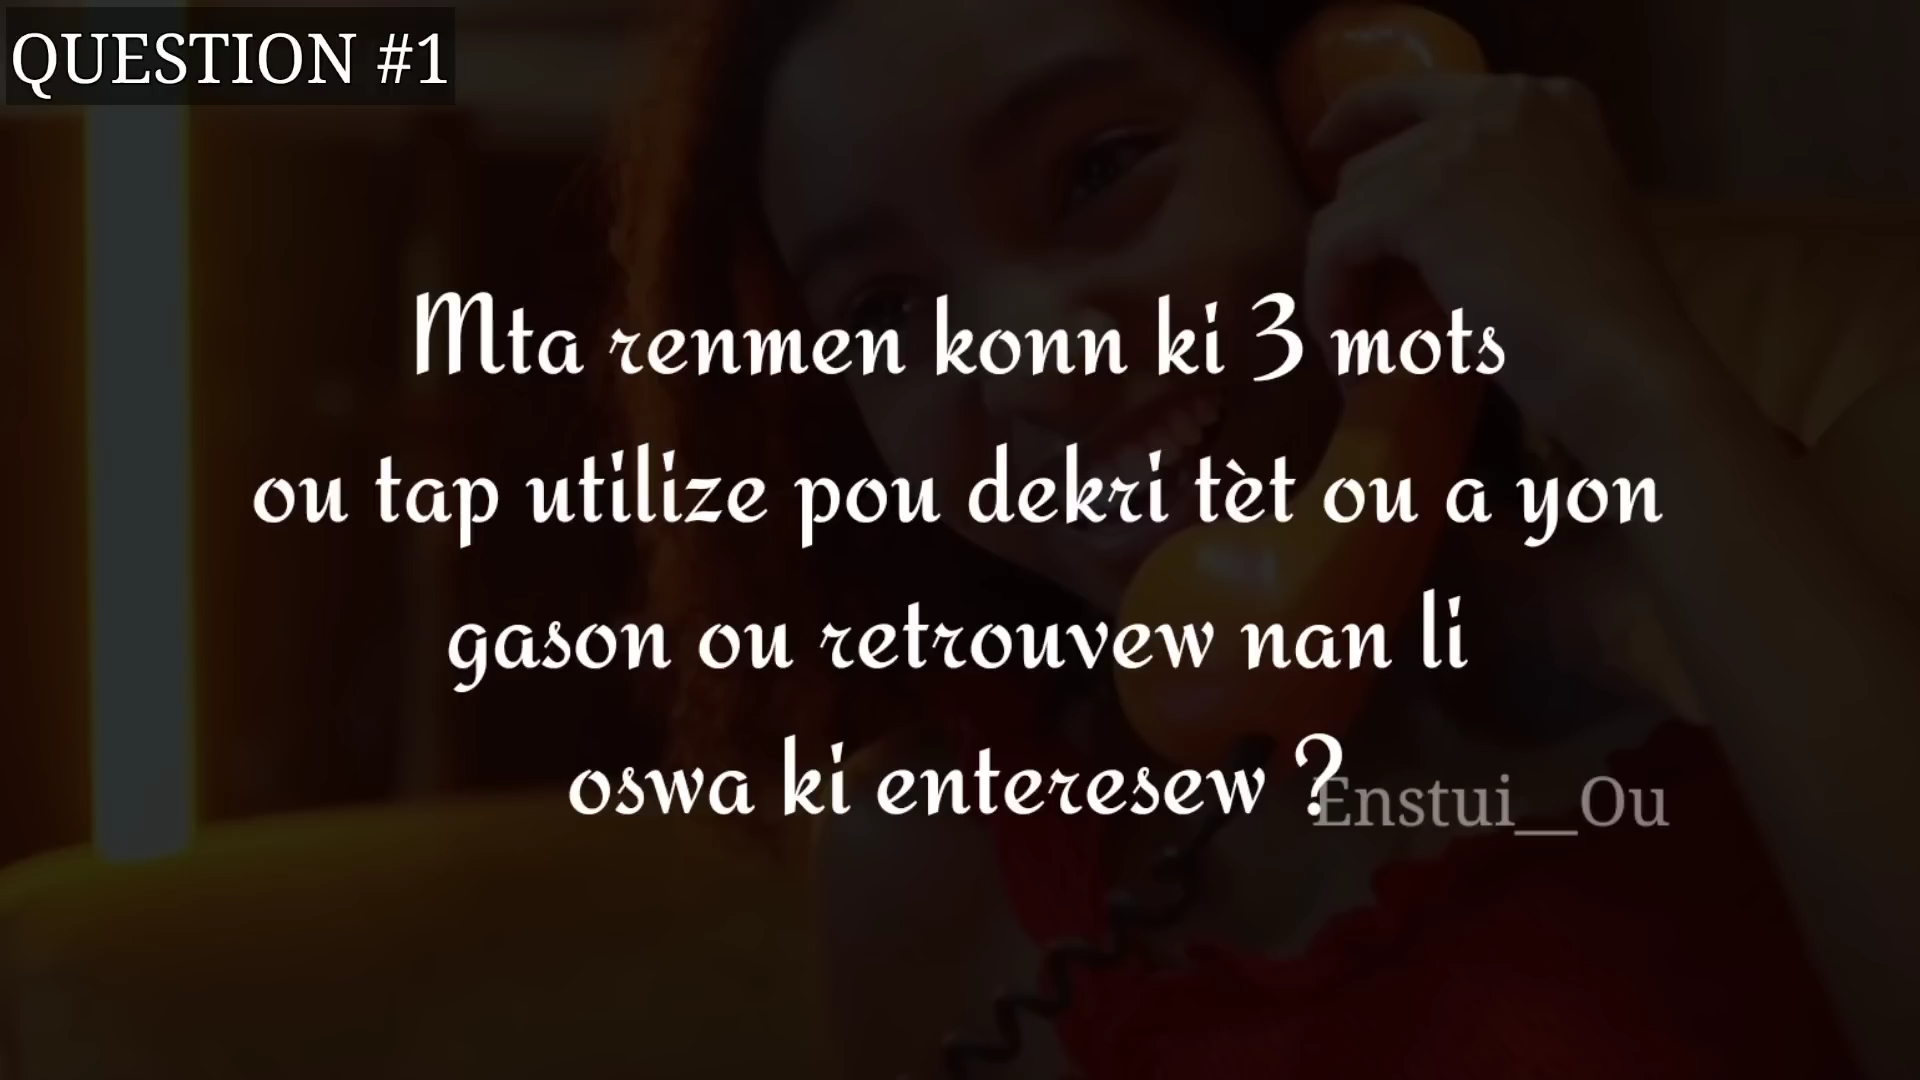 QUESTION #1
Mta renmen konn ki 3 mots
ou tap utilize pou dekri tèt ou a yon
gason ou retrouvew nan li
oswa ki enteresew ?
Enstui__Ou